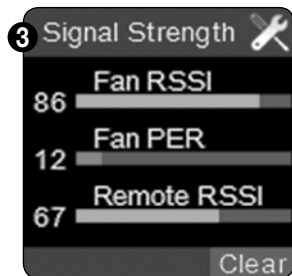 3 Signal Strength
Fan RSSI
86
Fan PER
12
Remote RSSI
67
Clear